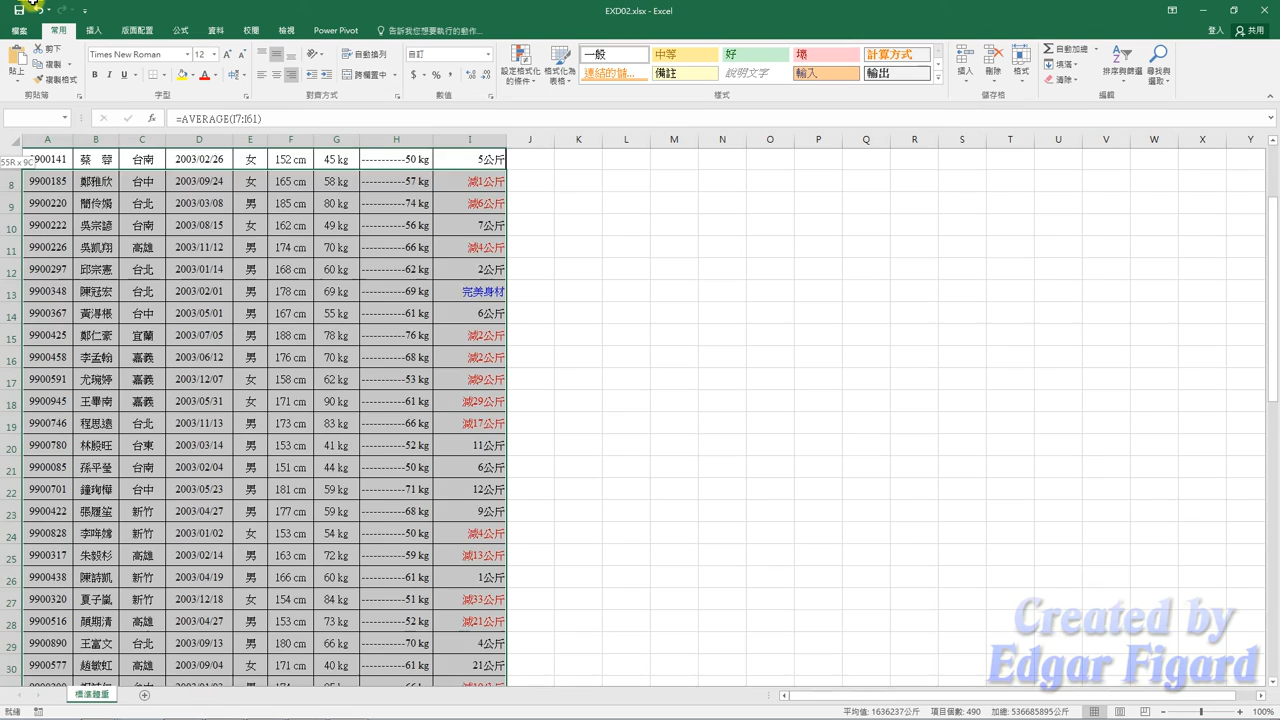 EXD02.xlsx - Excel
檔案 常用 插入 版面配置 公式 資料 校閱 檢視 Power Pivot 告訴我您想要執行的動作... 登入 共用
貼上 剪下 複製 複製格式 剪貼簿
Times New Roman 12 字型
自動換列 跨欄置中 對齊方式
自訂 數值
設定格式化的條件 格式化為表格 一般 中等 好 壞 計算方式
連結的儲... 備註 說明文字 輸入 輸出 樣式
插入 刪除 格式 儲存格
自動加總 填滿 清除 排序與篩選 尋找與選取 編輯
=AVERAGE(I7:I61)
A B C D E F G H I J K L M N O P Q R S T U V W X Y
55R x 9C 9900141 蔡 蓉 台南 2003/02/26 女 152 cm 45 kg -----------50 kg 5公斤
8 9900185 鄭雅欣 台中 2003/09/24 女 165 cm 58 kg -----------57 kg 減1公斤
9 9900220 簡伶嫣 台北 2003/03/08 男 185 cm 80 kg -----------74 kg 減6公斤
10 9900222 吳宗諺 台南 2003/08/15 女 162 cm 49 kg -----------56 kg 7公斤
11 9900226 吳凱翔 高雄 2003/11/12 男 174 cm 70 kg -----------66 kg 減4公斤
12 9900297 邱宗憲 台北 2003/01/14 男 168 cm 60 kg -----------62 kg 2公斤
13 9900348 陳冠宏 台北 2003/02/01 男 178 cm 69 kg -----------69 kg 完美身材
14 9900367 黃淂棖 台中 2003/05/01 男 167 cm 55 kg -----------61 kg 6公斤
15 9900425 鄭仁豪 宜蘭 2003/07/05 男 188 cm 78 kg -----------76 kg 減2公斤
16 9900458 李孟翰 嘉義 2003/06/12 男 176 cm 70 kg -----------68 kg 減2公斤
17 9900591 尤琬婷 嘉義 2003/12/07 女 158 cm 62 kg -----------53 kg 減9公斤
18 9900945 王畢南 嘉義 2003/05/31 女 171 cm 90 kg -----------61 kg 減29公斤
19 9900746 程思遠 台北 2003/11/13 男 173 cm 83 kg -----------66 kg 減17公斤
20 9900780 林殷旺 台東 2003/03/14 男 153 cm 41 kg -----------52 kg 11公斤
21 9900085 孫平瑩 台南 2003/02/04 男 151 cm 44 kg -----------50 kg 6公斤
22 9900701 鐘珣樺 台中 2003/05/23 男 181 cm 59 kg -----------71 kg 12公斤
23 9900422 張履笙 新竹 2003/04/27 男 177 cm 59 kg -----------68 kg 9公斤
24 9900828 李哖嫦 新竹 2003/01/02 女 153 cm 54 kg -----------50 kg 減4公斤
25 9900317 朱毅杉 高雄 2003/02/14 男 163 cm 72 kg -----------59 kg 減13公斤
26 9900438 陳詩凱 新竹 2003/04/19 男 166 cm 60 kg -----------61 kg 1公斤
27 9900320 夏子嵐 新竹 2003/12/18 女 154 cm 84 kg -----------51 kg 減33公斤
28 9900516 顏期清 高雄 2003/04/27 男 153 cm 73 kg -----------52 kg 減21公斤
29 9900890 王富文 台北 2003/09/13 男 180 cm 66 kg -----------70 kg 4公斤
30 9900577 趙敏虹 高雄 2003/09/04 女 171 cm 40 kg -----------61 kg 21公斤
Created by
Edgar Figard
標準體重
就緒 平均值: 1636237公斤 項目個數: 490 加總: 536685895公斤 100%